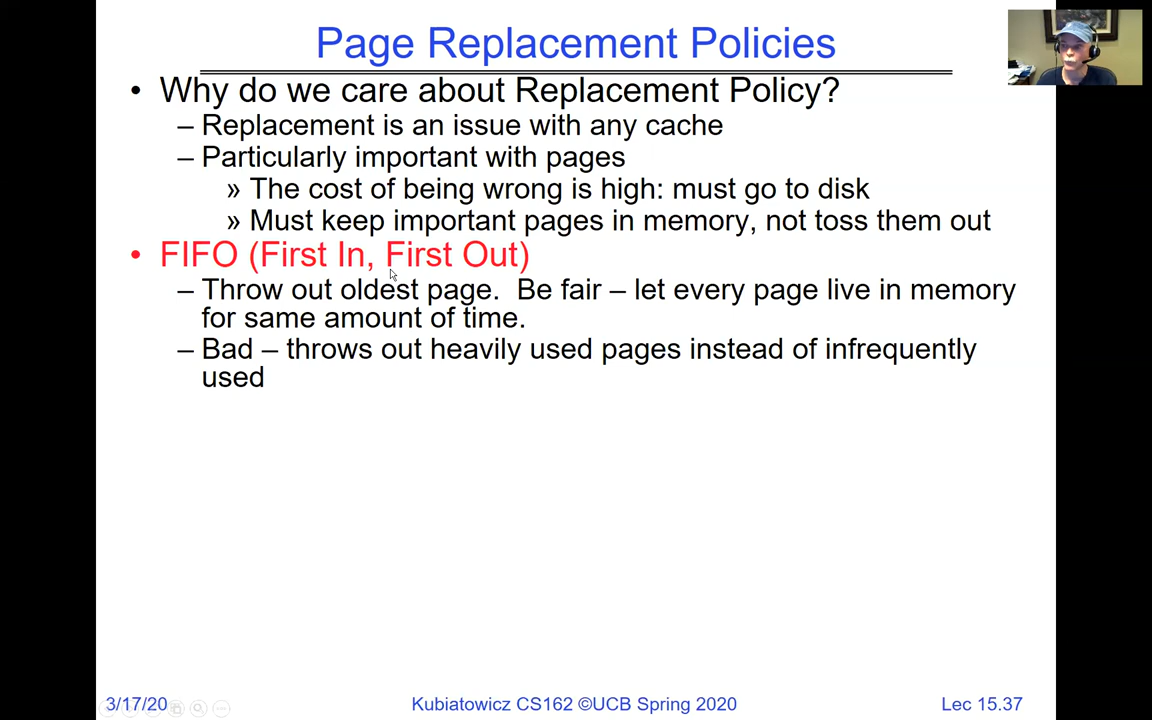 Page Replacement Policies
• Why do we care about Replacement Policy?
– Replacement is an issue with any cache
– Particularly important with pages
» The cost of being wrong is high: must go to disk
» Must keep important pages in memory, not toss them out
• FIFO (First In, First Out)
– Throw out oldest page.  Be fair – let every page live in memory
for same amount of time.
– Bad – throws out heavily used pages instead of infrequently
used
3/17/20
Kubiatowicz CS162 ©UCB Spring 2020
Lec 15.37